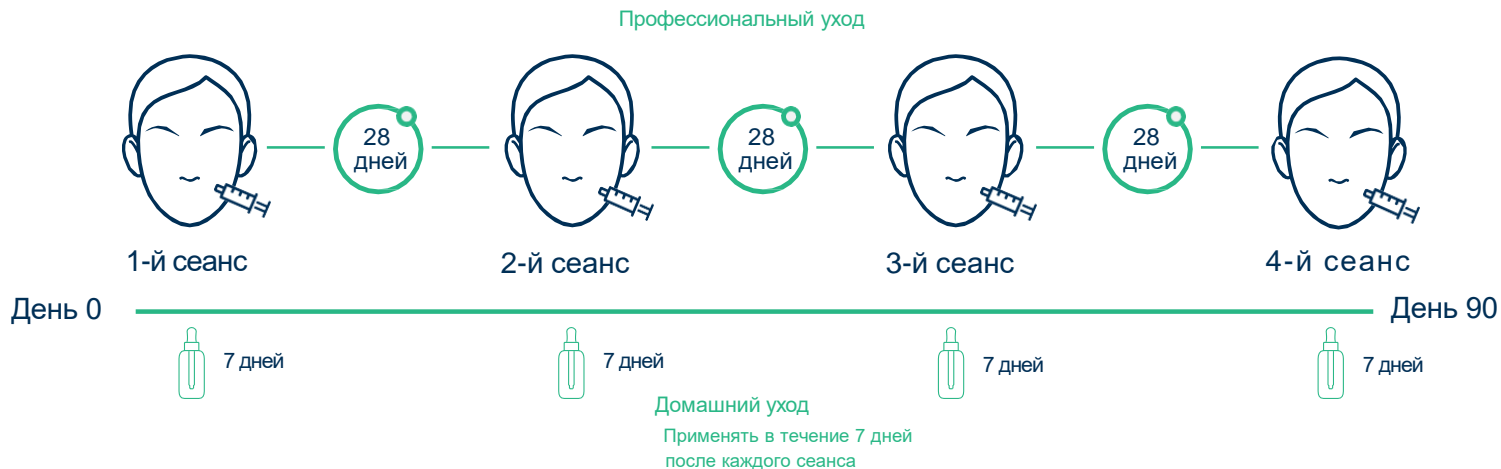 Профессиональный уход
28
дней
28
дней
28
дней
1-й сеанс
2-й сеанс
3-й сеанс
4-й сеанс
День 0
День 90
7 дней
7 дней
7 дней
7 дней
Домашний уход
Применять в течение 7 дней
после каждого сеанса